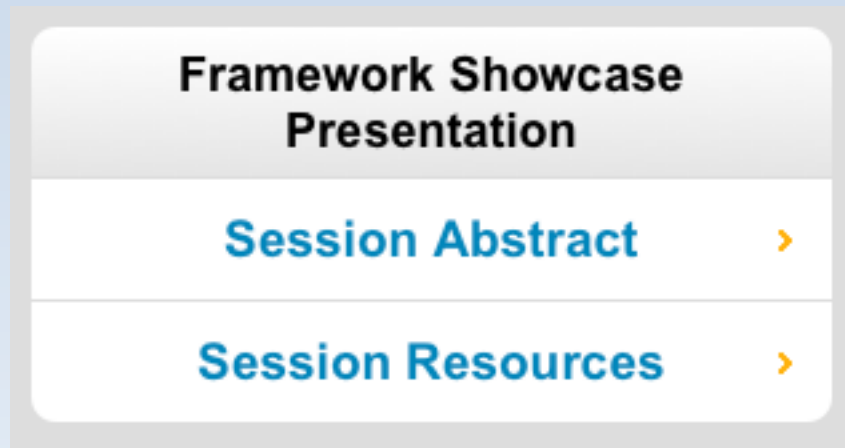 Framework Showcase
Presentation
Session Abstract
Session Resources